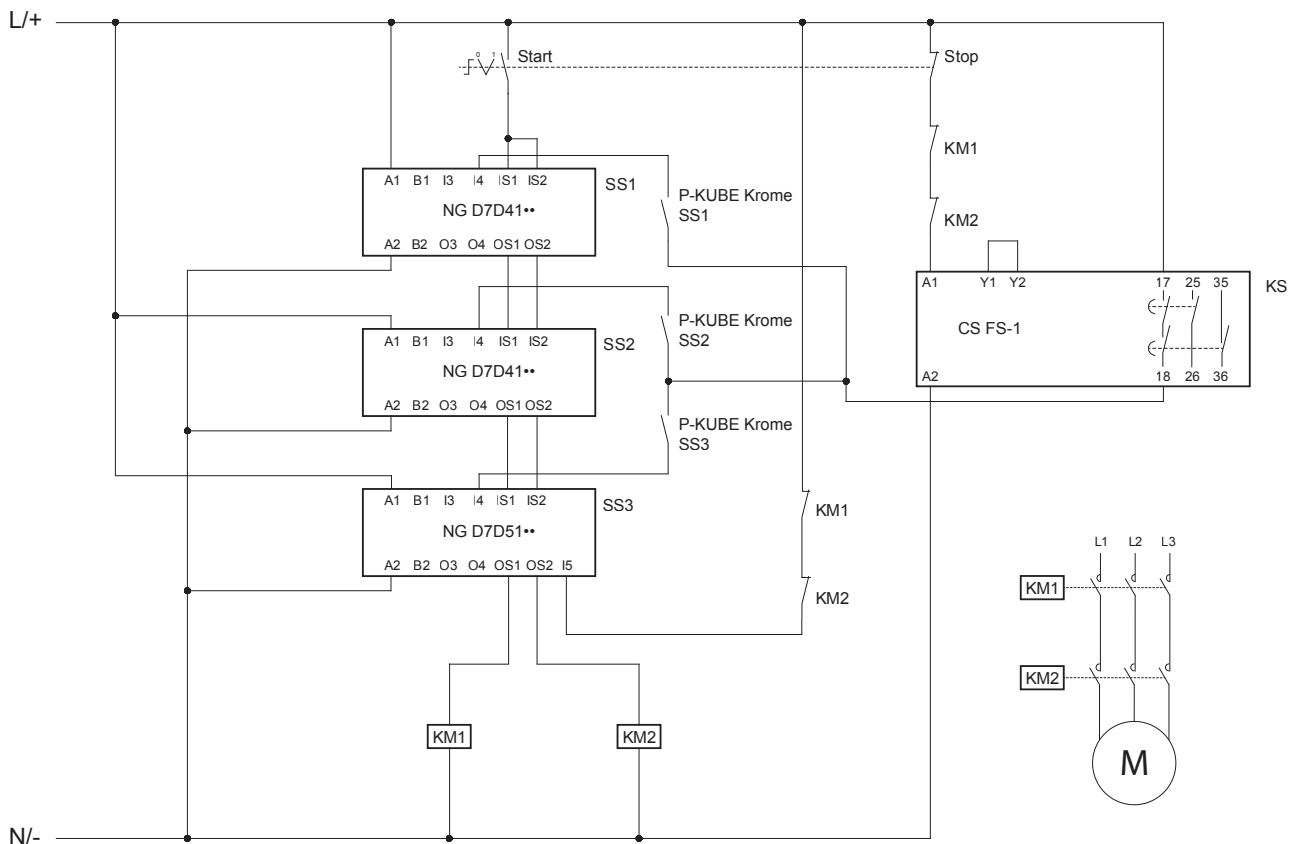 L/+
0 1
Start
Stop
KM1
KM2
A1 B1 I3 I4 IS1 IS2
NG D7D41••
A2 B2 O3 O4 OS1 OS2
SS1
P-KUBE Krome
SS1
A1 Y1 Y2 17 25 35
CS FS-1
A2 18 26 36
KS
A1 B1 I3 I4 IS1 IS2
NG D7D41••
A2 B2 O3 O4 OS1 OS2
SS2
P-KUBE Krome
SS2
P-KUBE Krome
SS3
A1 B1 I3 I4 IS1 IS2
NG D7D51••
A2 B2 O3 O4 OS1 OS2 I5
SS3
KM1
KM2
L1 L2 L3
KM1
KM2
M
KM1
KM2
N/-